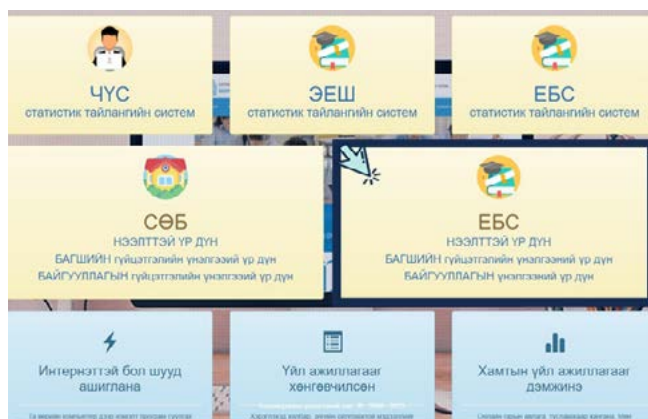 ЧҮС
статистик тайлангийн систем
ЭЕШ
статистик тайлангийн систем
ЕБС
статистик тайлангийн систем
СӨБ
НЭЭЛТТЭЙ ҮР ДҮН
БАГШИЙН гүйцэтгэлийн үнэлгээний үр дүн
БАЙГУУЛЛАГЫН гүйцэтгэлийн үнэлгээний үр дүн
ЕБС
НЭЭЛТТЭЙ ҮР ДҮН
БАГШИЙН гүйцэтгэлийн үнэлгээний үр дүн
БАЙГУУЛЛАГЫН үнэлгээний үр дүн
Интернэттэй бол шууд
ашиглана
Үйл ажиллагааг
хөнгөвчилсөн
Хамтын үйл ажиллагааг
дэмжинэ